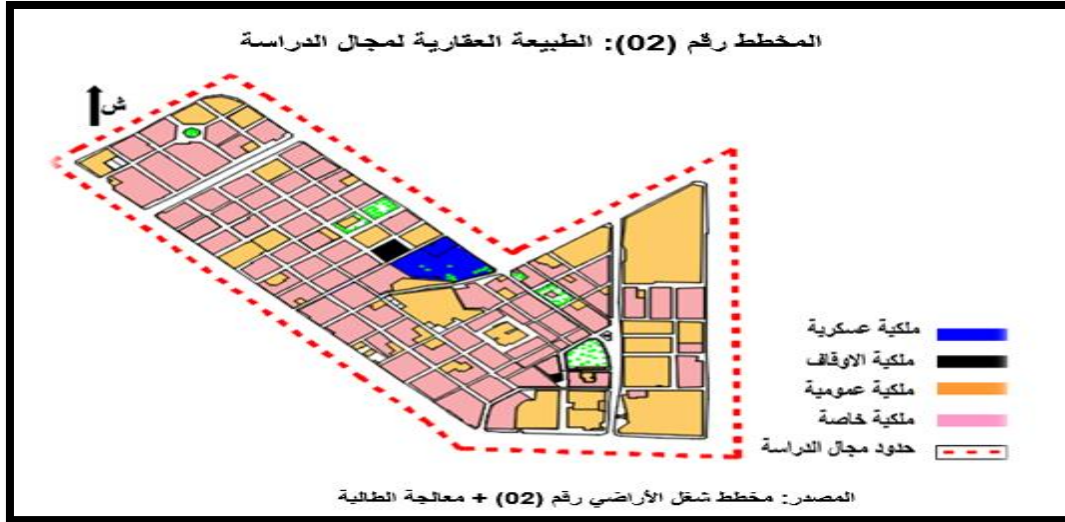 المخطط رقم (02): الطبيعة العقارية لمجال الدراسة
ش
ملكية عسكرية
ملكية الاوقاف
ملكية عمومية
ملكية خاصة
حدود مجال الدراسة
المصدر: مخطط شغل الأراضي رقم (02) + معالجة الطالبة